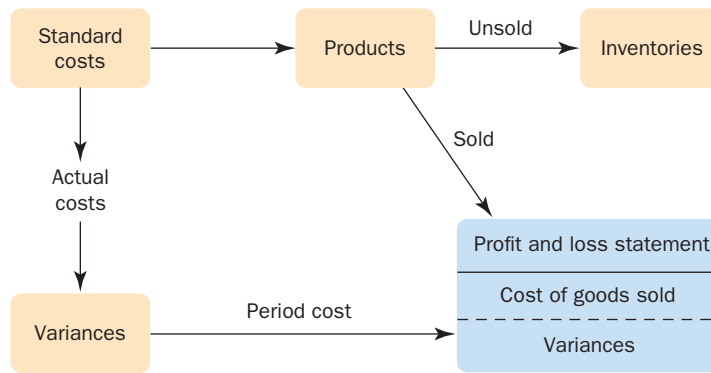 Standard
costs
Products
Unsold
Inventories
Sold
Actual
costs
Profit and loss statement
Cost of goods sold
Period cost
Variances
Variances